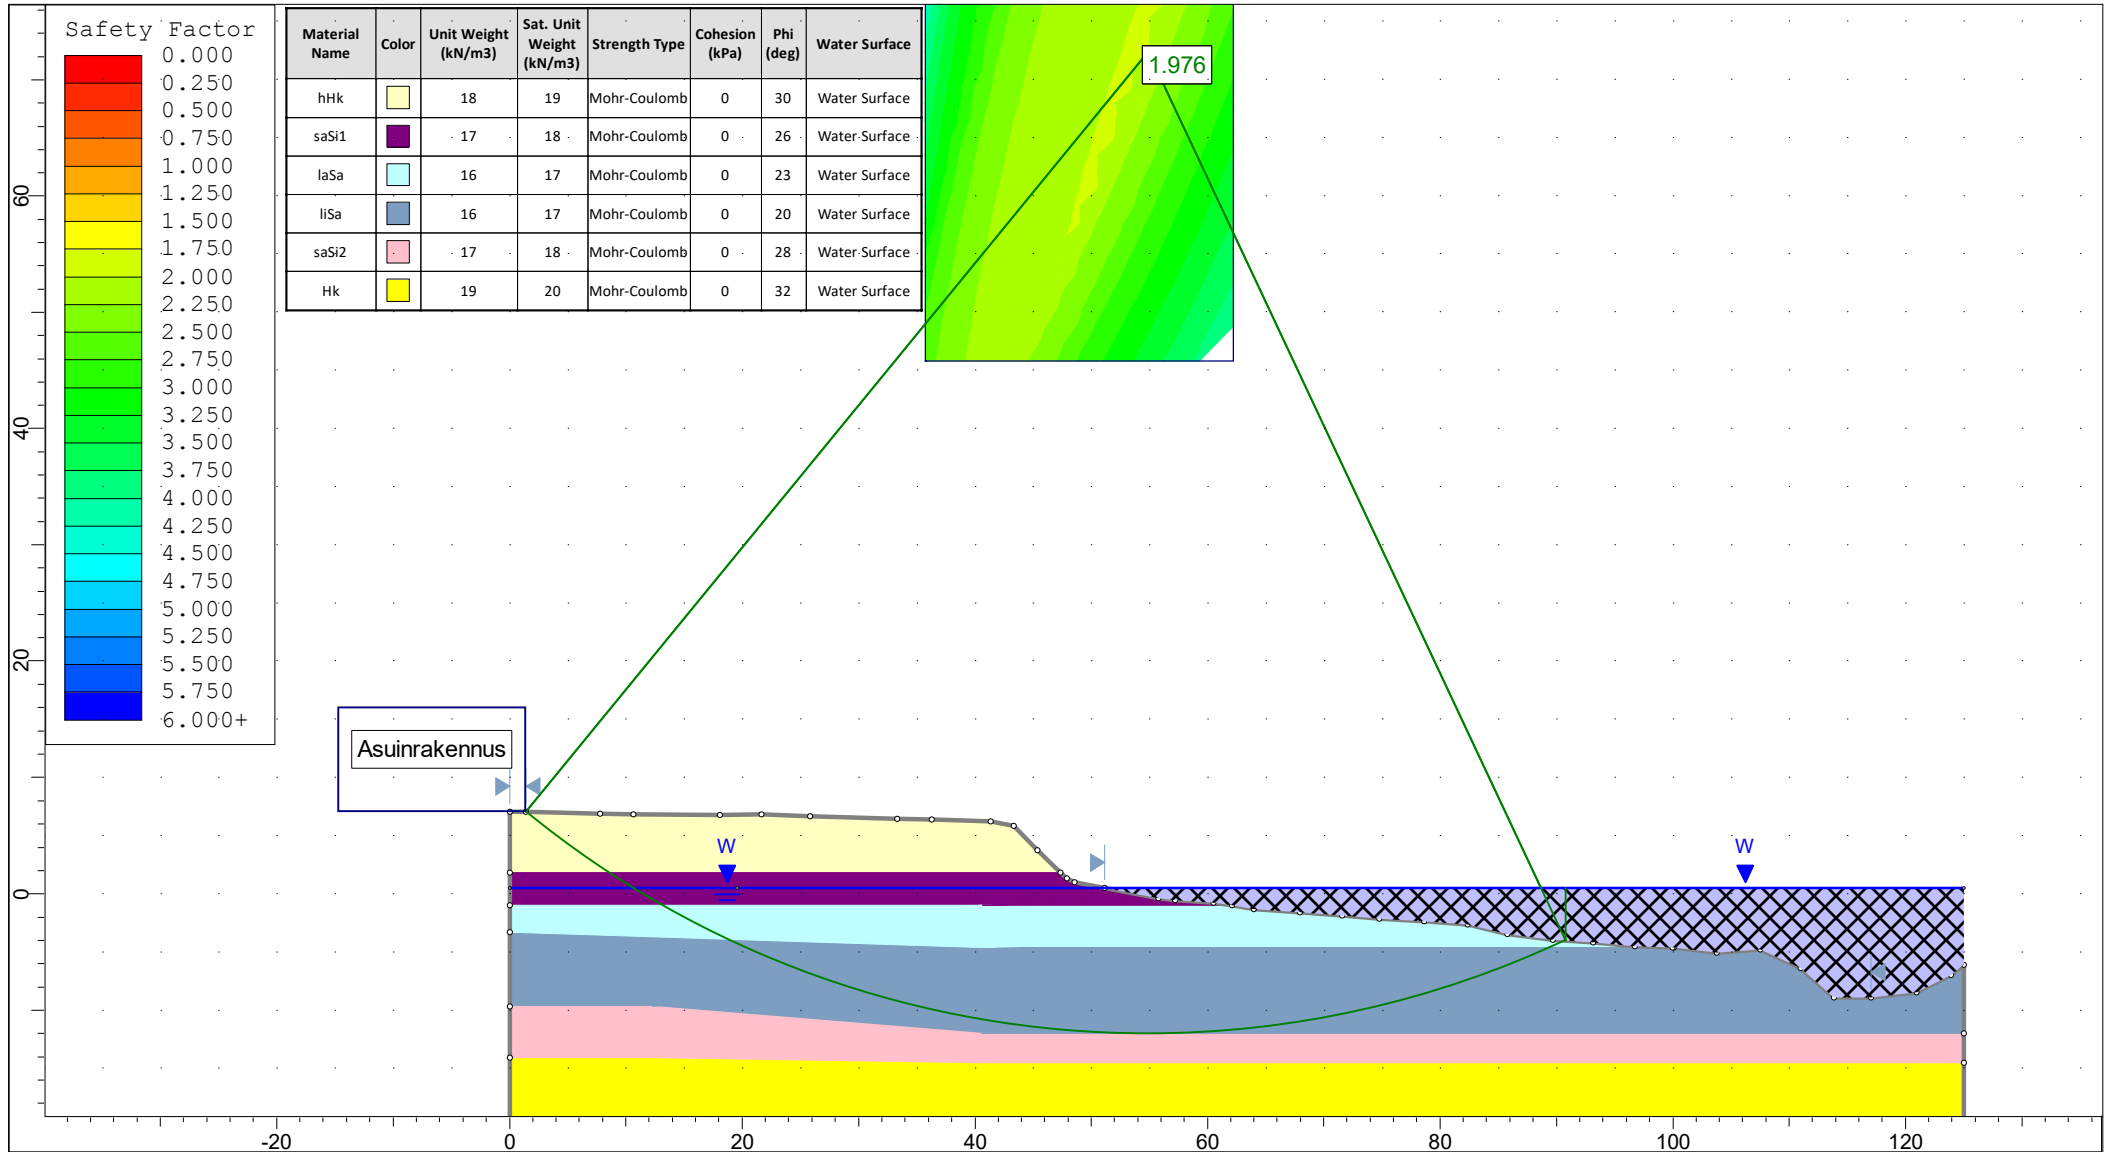 Safety Factor
0.000
0.250
0.500
0.750
1.000
1.250
1.500
1.750
2.000
2.250
2.500
2.750
3.000
3.250
3.500
3.750
4.000
4.250
4.500
4.750
5.000
5.250
5.500
5.750
6.000+
Material Name Color Unit Weight (kN/m3) Sat. Unit Weight (kN/m3) Strength Type Cohesion (kPa) Phi (deg) Water Surface
hHk 18 19 Mohr-Coulomb 0 30 Water Surface
saSi1 17 18 Mohr-Coulomb 0 26 Water Surface
laSa 16 17 Mohr-Coulomb 0 23 Water Surface
liSa 16 17 Mohr-Coulomb 0 20 Water Surface
saSi2 17 18 Mohr-Coulomb 0 28 Water Surface
Hk 19 20 Mohr-Coulomb 0 32 Water Surface
1.976
60
40
20
0
Asuinrakennus
W
W
-20 0 20 40 60 80 100 120